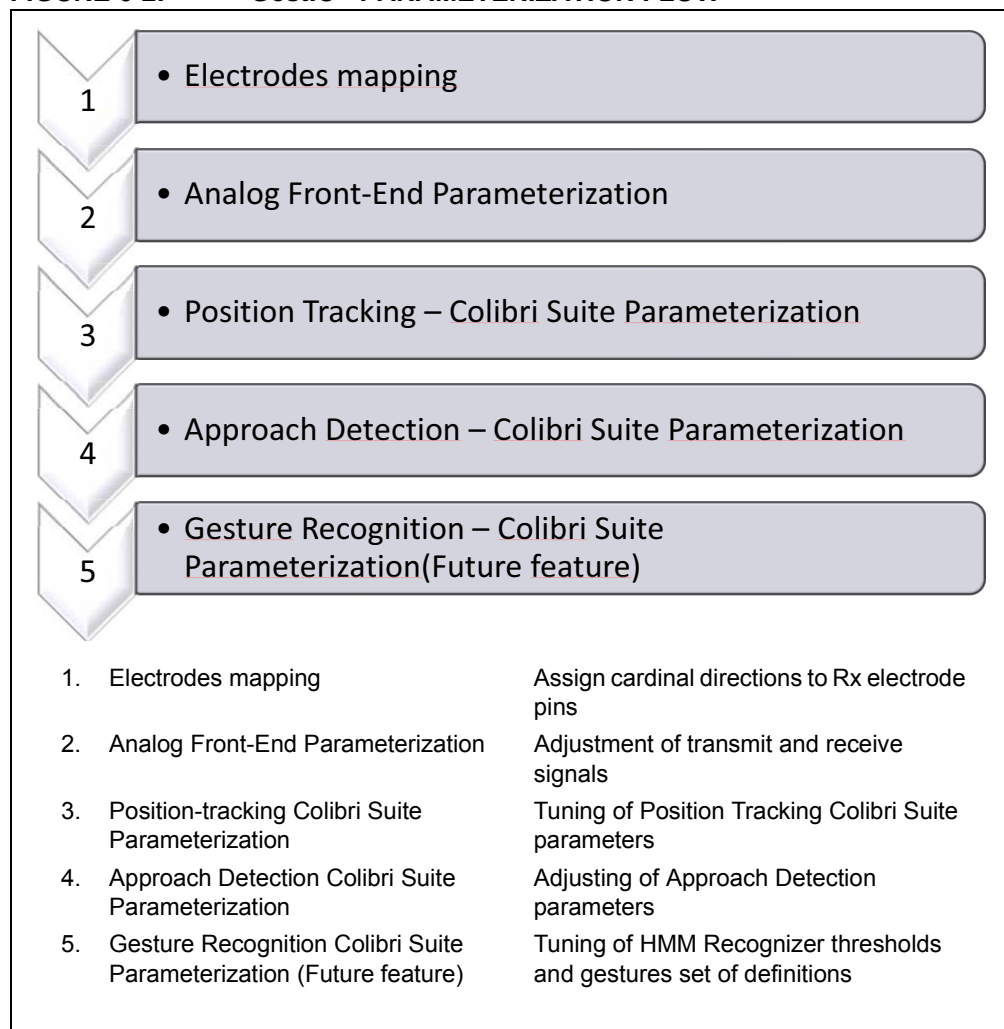 1
• Electrodes mapping
2
• Analog Front-End Parameterization
3
• Position Tracking – Colibri Suite Parameterization
4
• Approach Detection – Colibri Suite Parameterization
5
• Gesture Recognition – Colibri Suite
Parameterization(Future feature)
1. Electrodes mapping Assign cardinal directions to Rx electrode
pins
2. Analog Front-End Parameterization Adjustment of transmit and receive
signals
3. Position-tracking Colibri Suite Tuning of Position Tracking Colibri Suite
Parameterization parameters
4. Approach Detection Colibri Suite Adjusting of Approach Detection
Parameterization parameters
5. Gesture Recognition Colibri Suite Tuning of HMM Recognizer thresholds
Parameterization (Future feature) and gestures set of definitions